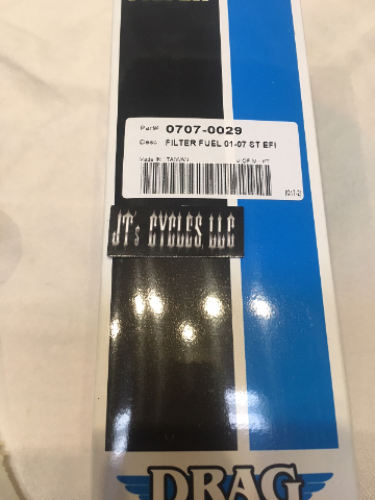 Part# 0707-0029
Desc: FILTER FUEL 01-07 ST EFI
Made IN TAIWAN
JT's CYCLES, LLC
DRAG